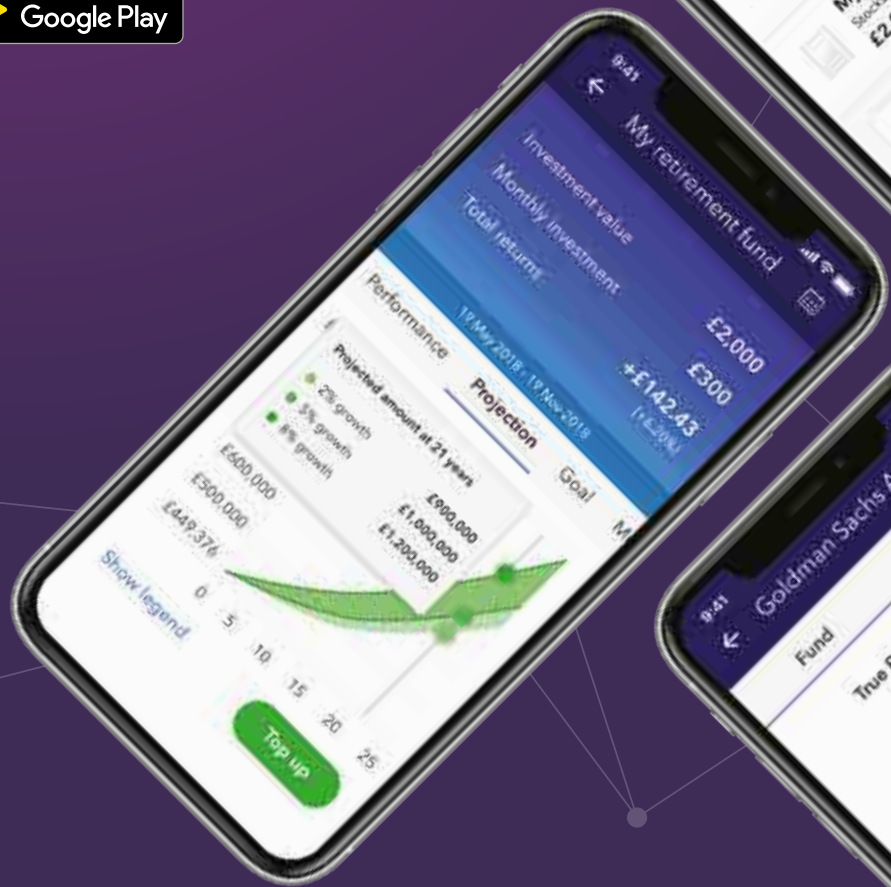 Google Play
9:41
My retirement fund
Investment value £2,000
Monthly investment £300
Total returns +£142.43
19 May 2018 - 19 Nov 2018
Performance Projection Goal M
Projected amount at 21 years
2% growth £900,000
5% growth £1,000,000
8% growth £1,200,000
£600,000
£500,000
£449,376
0 5 10 15 20 25
Show legend
Top up
Stocks
£2
9:41
Goldman Sachs A
Fund
True